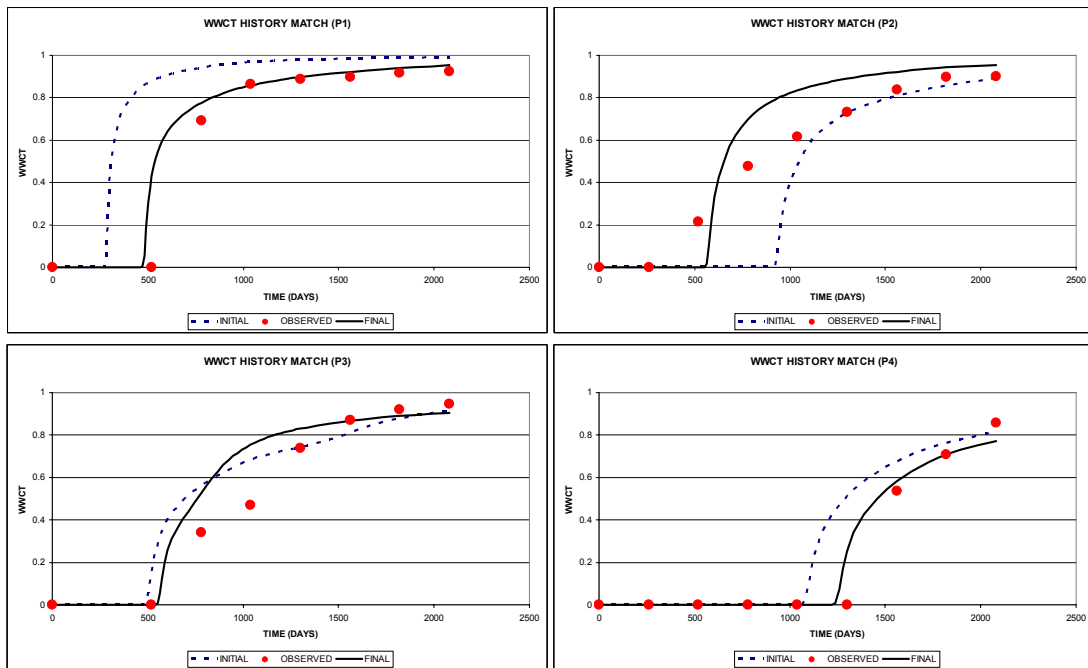 WWCT HISTORY MATCH (P1)
1
0.8
0.6
0.4
0.2
0
WWCT
0 500 1000 1500 2000 2500
TIME (DAYS)
INITIAL OBSERVED FINAL
WWCT HISTORY MATCH (P2)
1
0.8
0.6
0.4
0.2
0
WWCT
0 500 1000 1500 2000 2500
TIME (DAYS)
INITIAL OBSERVED FINAL
WWCT HISTORY MATCH (P3)
1
0.8
0.6
0.4
0.2
0
WWCT
0 500 1000 1500 2000 2500
TIME (DAYS)
INITIAL OBSERVED FINAL
WWCT HISTORY MATCH (P4)
1
0.8
0.6
0.4
0.2
0
WWCT
0 500 1000 1500 2000 2500
TIME (DAYS)
INITIAL OBSERVED FINAL